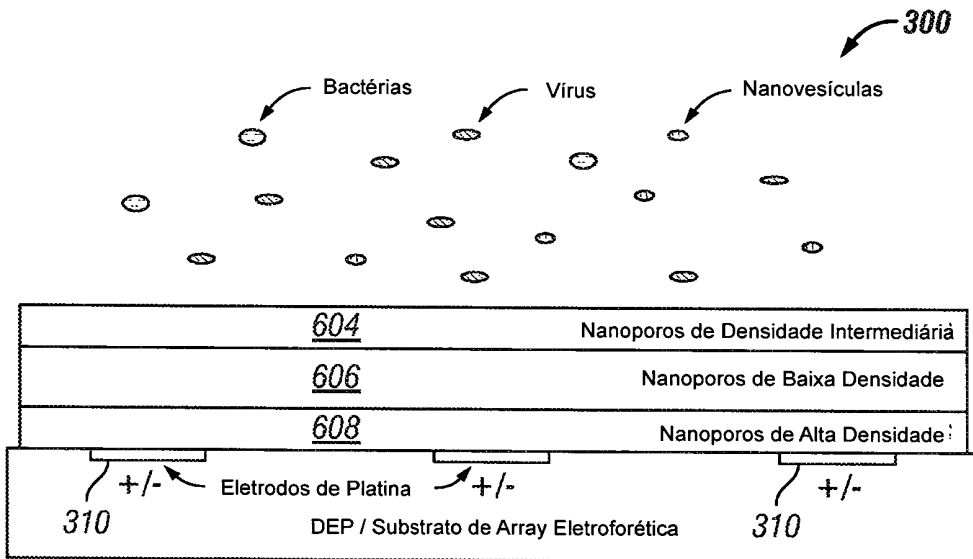 300
Bactérias
Vírus
Nanovesículas
604
Nanoporos de Densidade Intermediária
606
Nanoporos de Baixa Densidade
608
Nanoporos de Alta Densidade
+/- Eletrodos de Platina +/- +/-
310 DEP / Substrato de Array Eletroforética 310